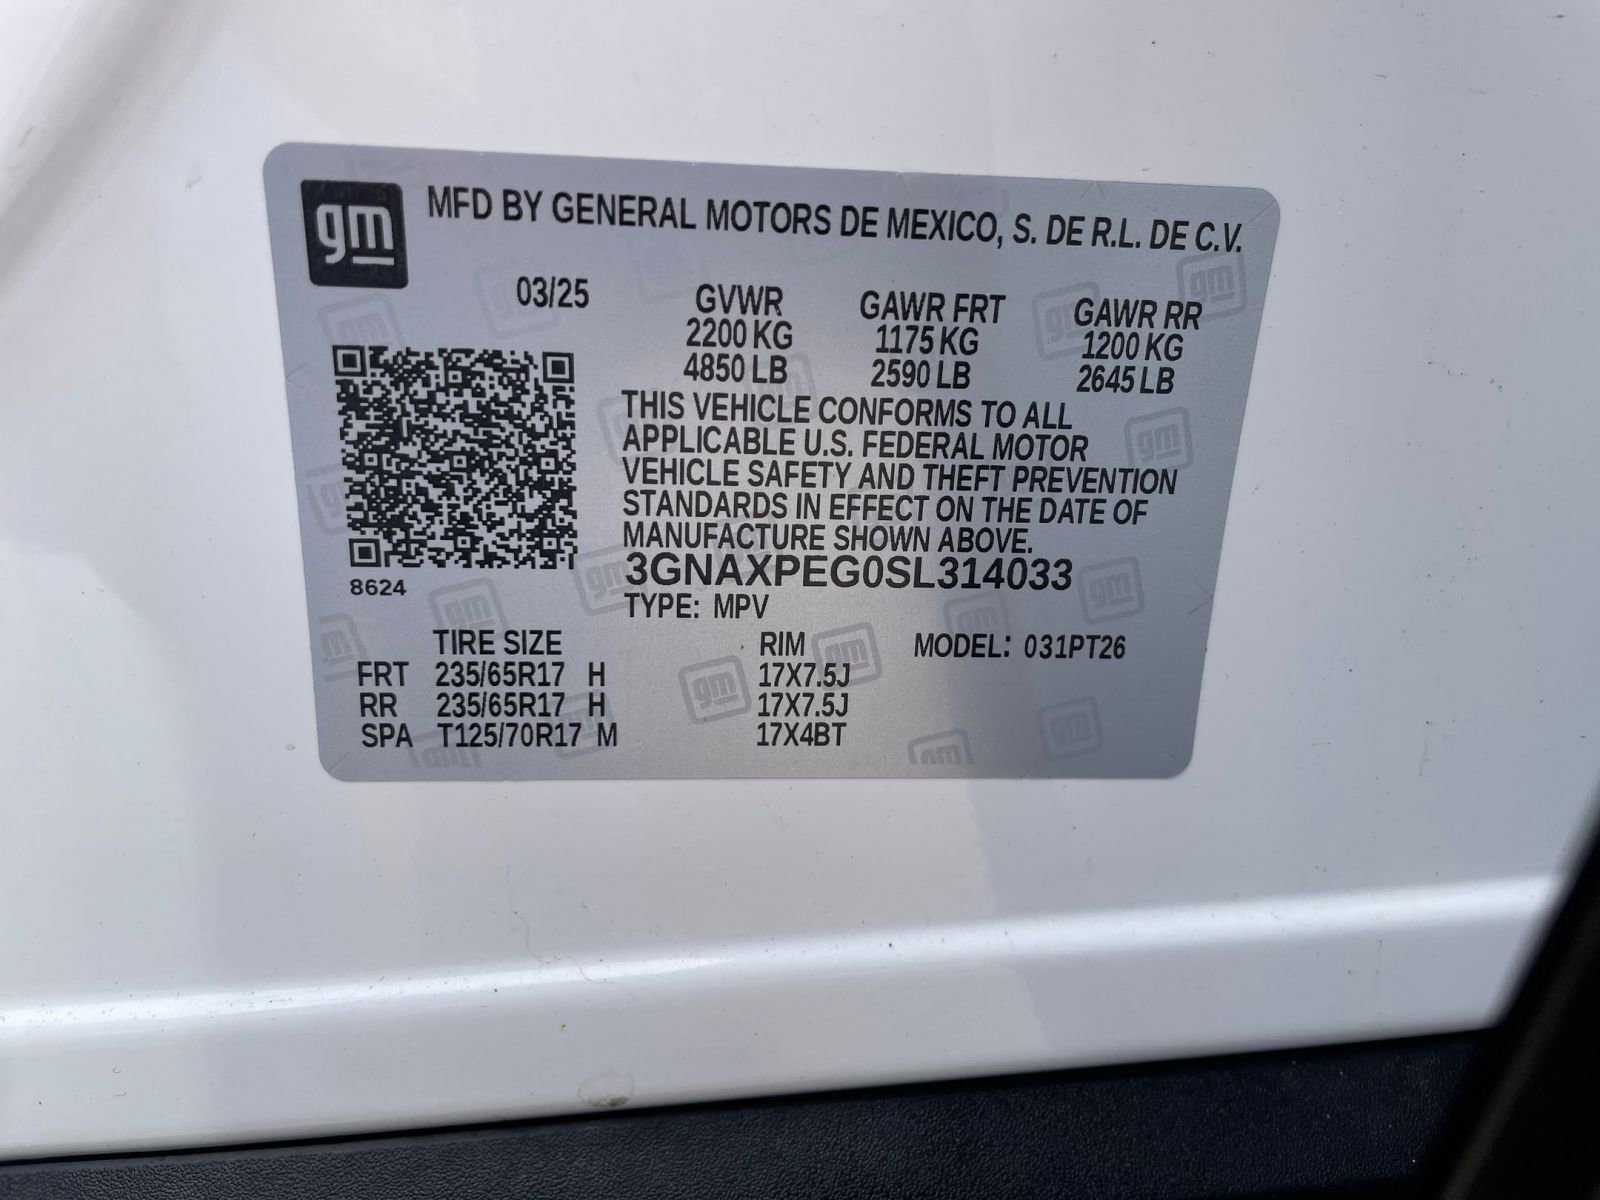 gm MFD BY GENERAL MOTORS DE MEXICO, S. DE R.L. DE C.V.
03/25 GVWR GAWR FRT GAWR RR
2200 KG 1175 KG 1200 KG
4850 LB 2590 LB 2645 LB
THIS VEHICLE CONFORMS TO ALL
APPLICABLE U.S. FEDERAL MOTOR
VEHICLE SAFETY AND THEFT PREVENTION
STANDARDS IN EFFECT ON THE DATE OF
MANUFACTURE SHOWN ABOVE.
3GNAXPEG0SL314033
8624
TYPE: MPV
TIRE SIZE RIM MODEL: 031PT26
FRT 235/65R17 H 17X7.5J
RR 235/65R17 H 17X7.5J
SPA T125/70R17 M 17X4BT